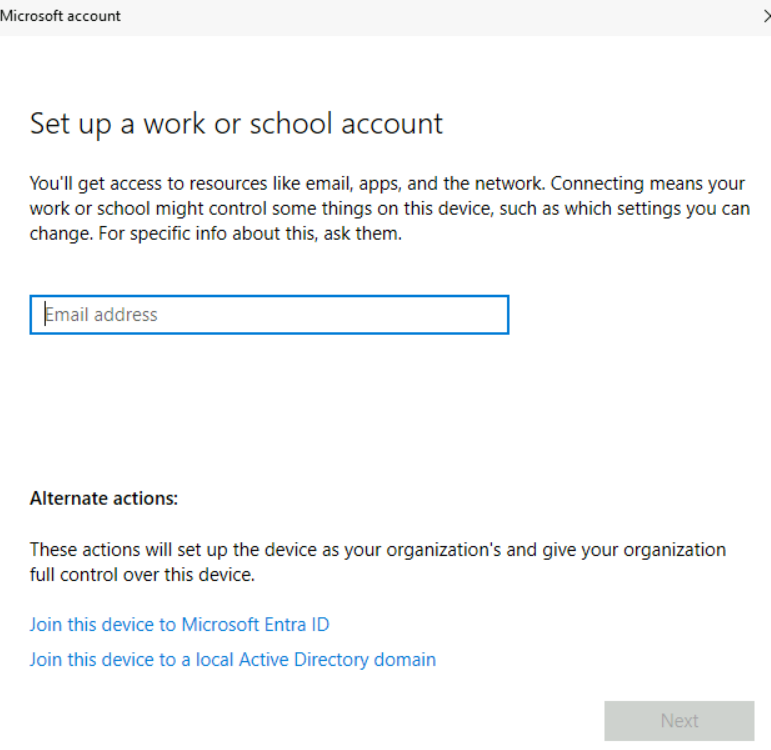 Microsoft account
Set up a work or school account
You'll get access to resources like email, apps, and the network. Connecting means your
work or school might control some things on this device, such as which settings you can
change. For specific info about this, ask them.
Email address
Alternate actions:
These actions will set up the device as your organization's and give your organization
full control over this device.
Join this device to Microsoft Entra ID
Join this device to a local Active Directory domain
Next